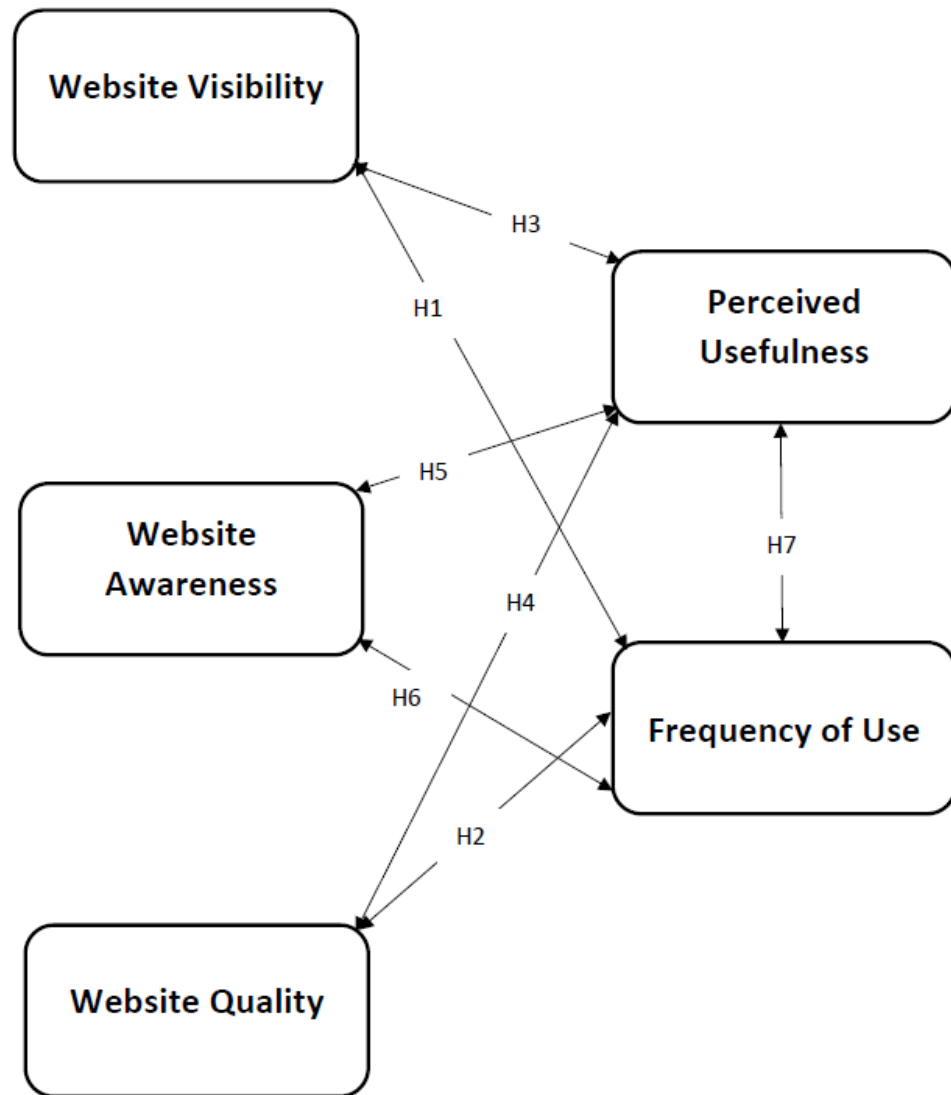 Website Visibility
H3
H1
Perceived
Usefulness
H5
Website
Awareness
H4
H7
H6
Frequency of Use
H2
Website Quality